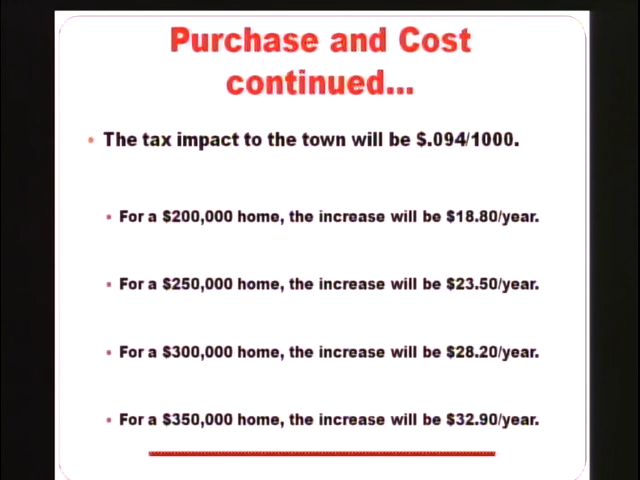 Purchase and Cost
continued...
• The tax impact to the town will be $.094/1000.
• For a $200,000 home, the increase will be $18.80/year.
• For a $250,000 home, the increase will be $23.50/year.
• For a $300,000 home, the increase will be $28.20/year.
• For a $350,000 home, the increase will be $32.90/year.